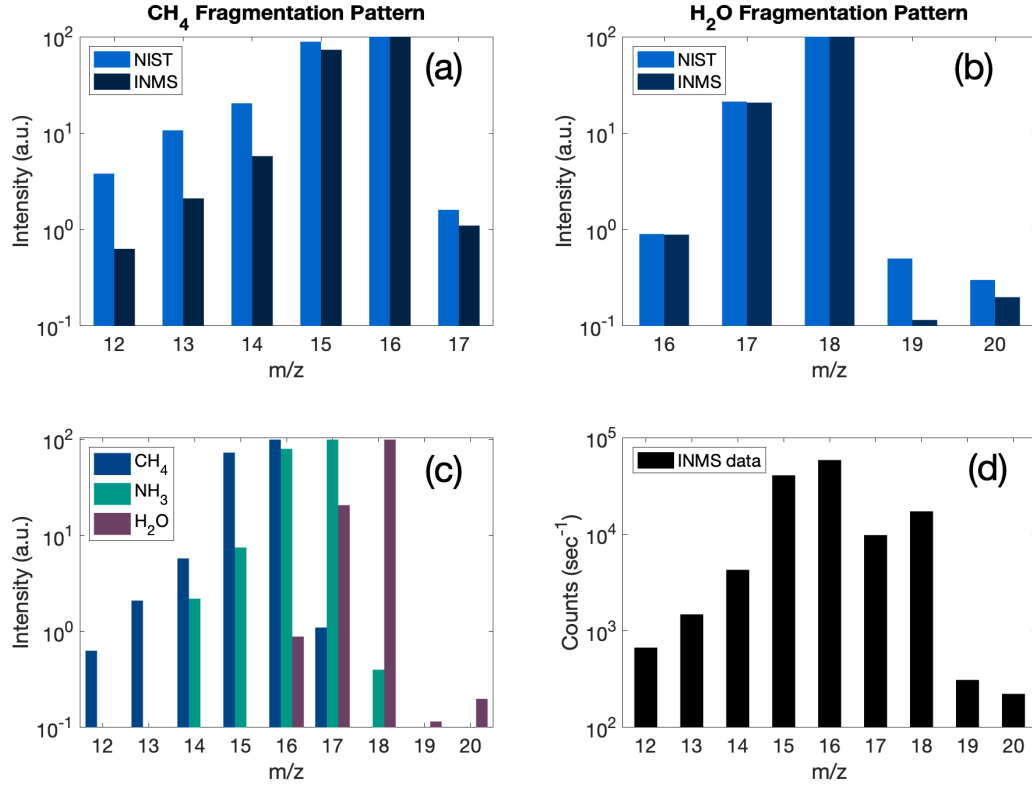 CH4 Fragmentation Pattern
(a)
NIST
INMS
Intensity (a.u.)
10^2
10^1
10^0
10^-1
12 13 14 15 16 17
m/z
H2O Fragmentation Pattern
(b)
NIST
INMS
Intensity (a.u.)
10^2
10^1
10^0
10^-1
16 17 18 19 20
m/z
(c)
CH4
NH3
H2O
Intensity (a.u.)
10^2
10^1
10^0
10^-1
12 13 14 15 16 17 18 19 20
m/z
(d)
INMS data
Counts (sec^-1)
10^5
10^4
10^3
10^2
12 13 14 15 16 17 18 19 20
m/z